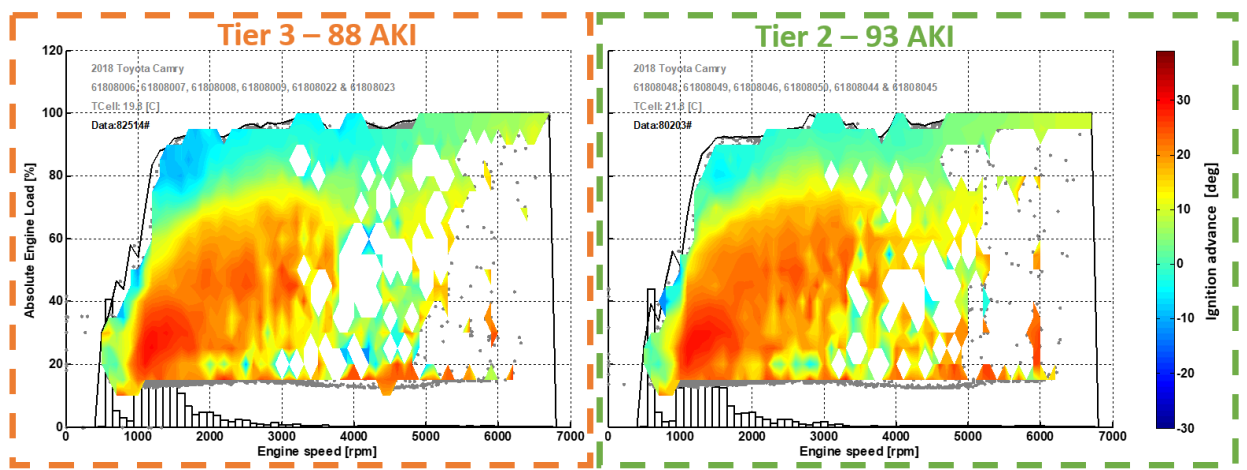 Tier 3 – 88 AKI
Tier 2 – 93 AKI
120
100
80
60
40
20
0
Absolute Engine Load [%]
2018 Toyota Camry
61808006, 61808007, 61808008, 61808009, 61808022 & 61808023
TCell: 19.8 [C]
Data:82514#
0
1000
2000
3000
4000
5000
6000
7000
Engine speed [rpm]
2018 Toyota Camry
61808048, 61808049, 61808046, 61808050, 61808044 & 61808045
TCell: 21.8 [C]
Data:80203#
0
1000
2000
3000
4000
5000
6000
7000
Engine speed [rpm]
30
20
10
0
-10
-20
-30
Ignition advance [deg]